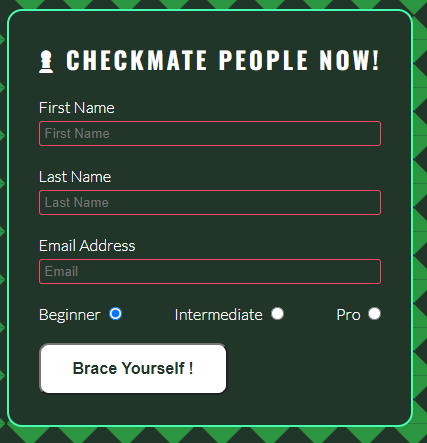 CHECKMATE PEOPLE NOW!
First Name
First Name
Last Name
Last Name
Email Address
Email
Beginner Intermediate Pro
Brace Yourself !